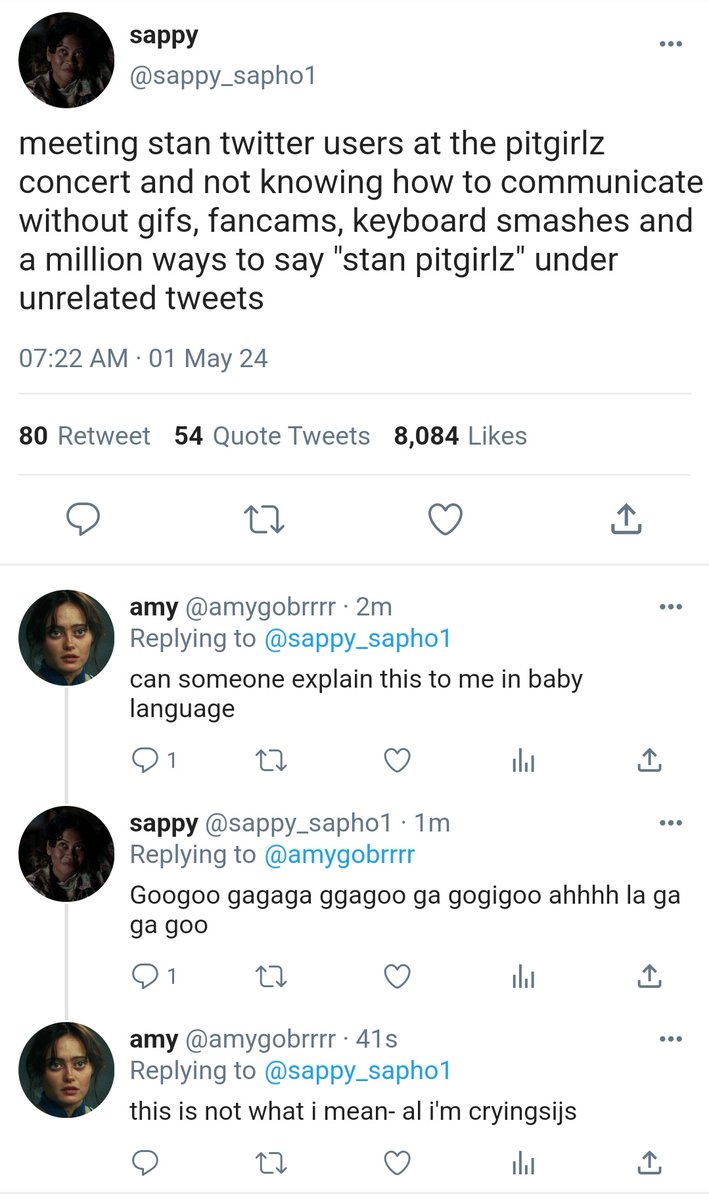 sappy
@sappy_sapho1
meeting stan twitter users at the pitgirlz
concert and not knowing how to communicate
without gifs, fancams, keyboard smashes and
a million ways to say "stan pitgirlz" under
unrelated tweets
07:22 AM · 01 May 24
80 Retweet 54 Quote Tweets 8,084 Likes
amy @amygobrrrr · 2m
Replying to @sappy_sapho1
can someone explain this to me in baby
language
1
sappy @sappy_sapho1 · 1m
Replying to @amygobrrrr
Googoo gagaga ggagoo ga gogigoo ahhhh la ga
ga goo
1
amy @amygobrrrr · 41s
Replying to @sappy_sapho1
this is not what i mean- al i'm cryingsijs